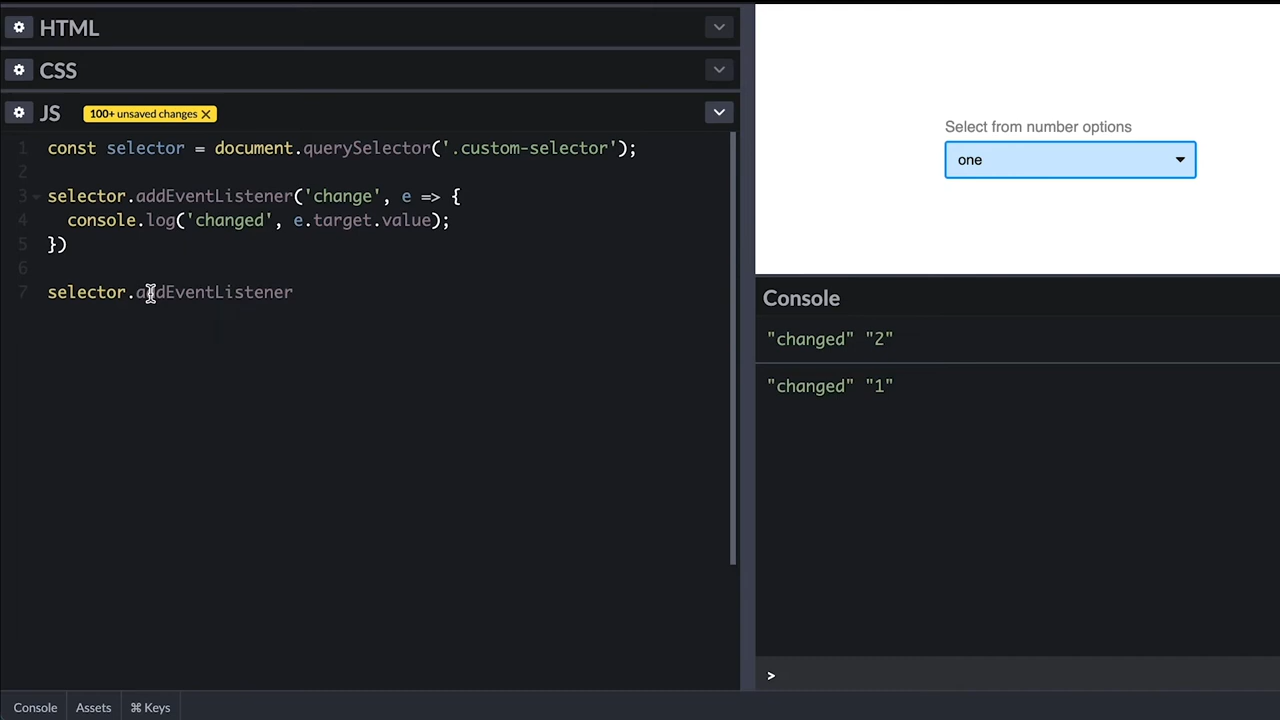 HTML
CSS
JS 100+ unsaved changes X
1 const selector = document.querySelector('.custom-selector');
2
3 selector.addEventListener('change', e => {
4 console.log('changed', e.target.value);
5 })
6
7 selector.addEventListener
Select from number options
one
Console
"changed" "2"
"changed" "1"
>
Console Assets ⌘ Keys